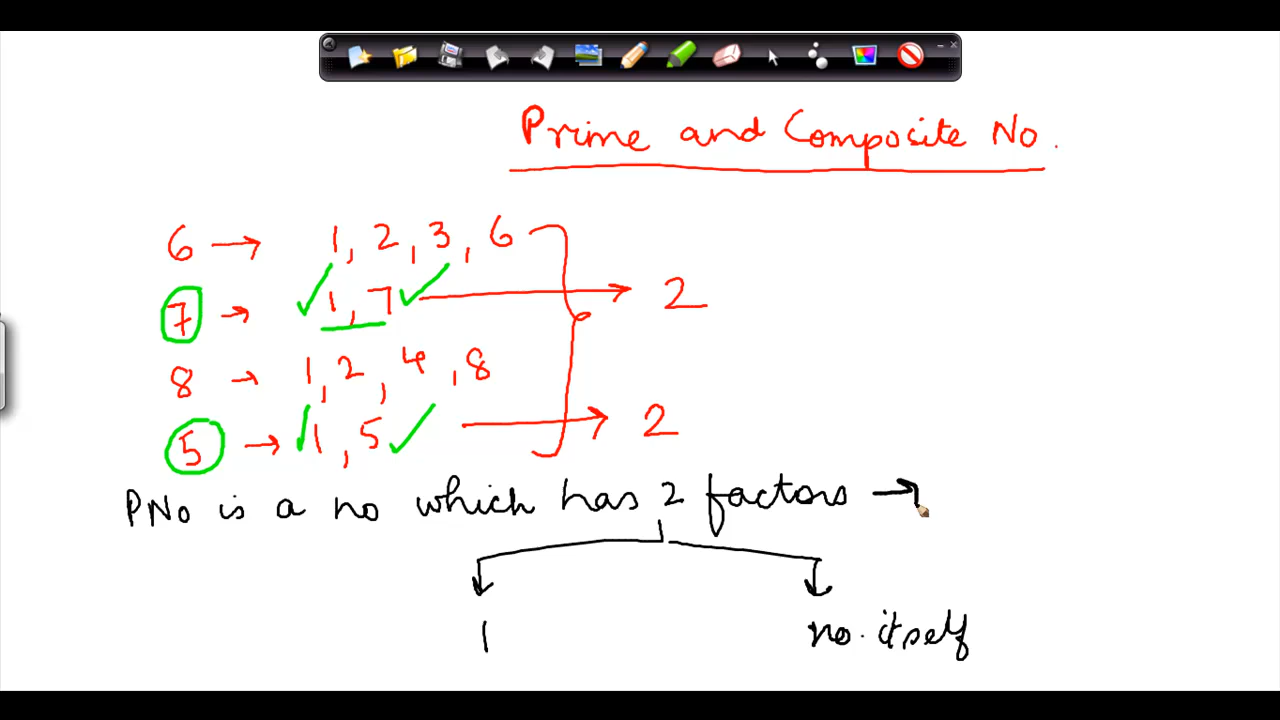 Prime and Composite No.
6 → 1, 2, 3, 6
7 → 1, 7 → 2
8 → 1, 2, 4, 8
5 → 1, 5 → 2
PNo is a no which has 2 factors →
1 no. itself